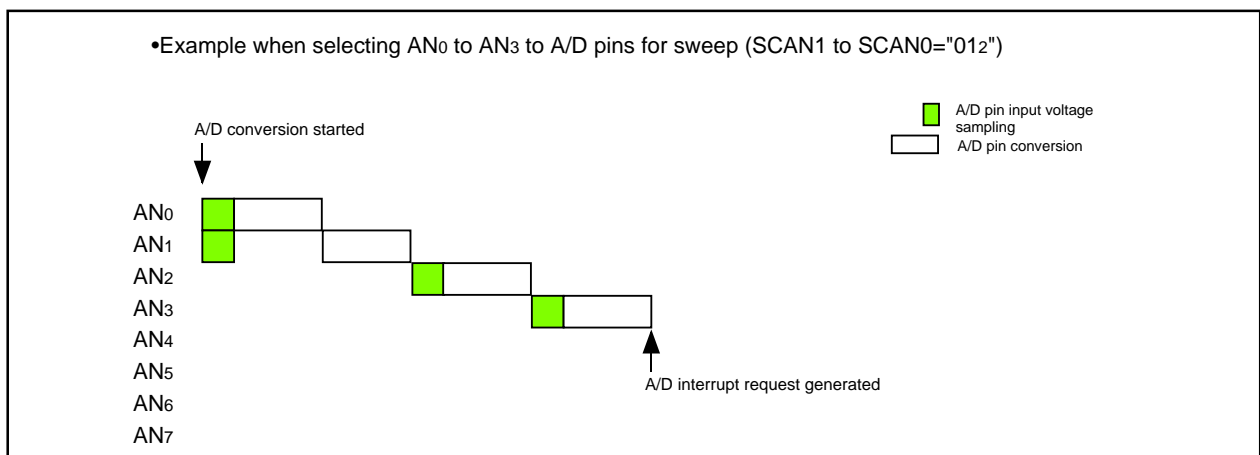 •Example when selecting AN0 to AN3 to A/D pins for sweep (SCAN1 to SCAN0="012")
A/D conversion started
A/D pin input voltage
sampling
A/D pin conversion
AN0
AN1
AN2
AN3
AN4
AN5
A/D interrupt request generated
AN6
AN7